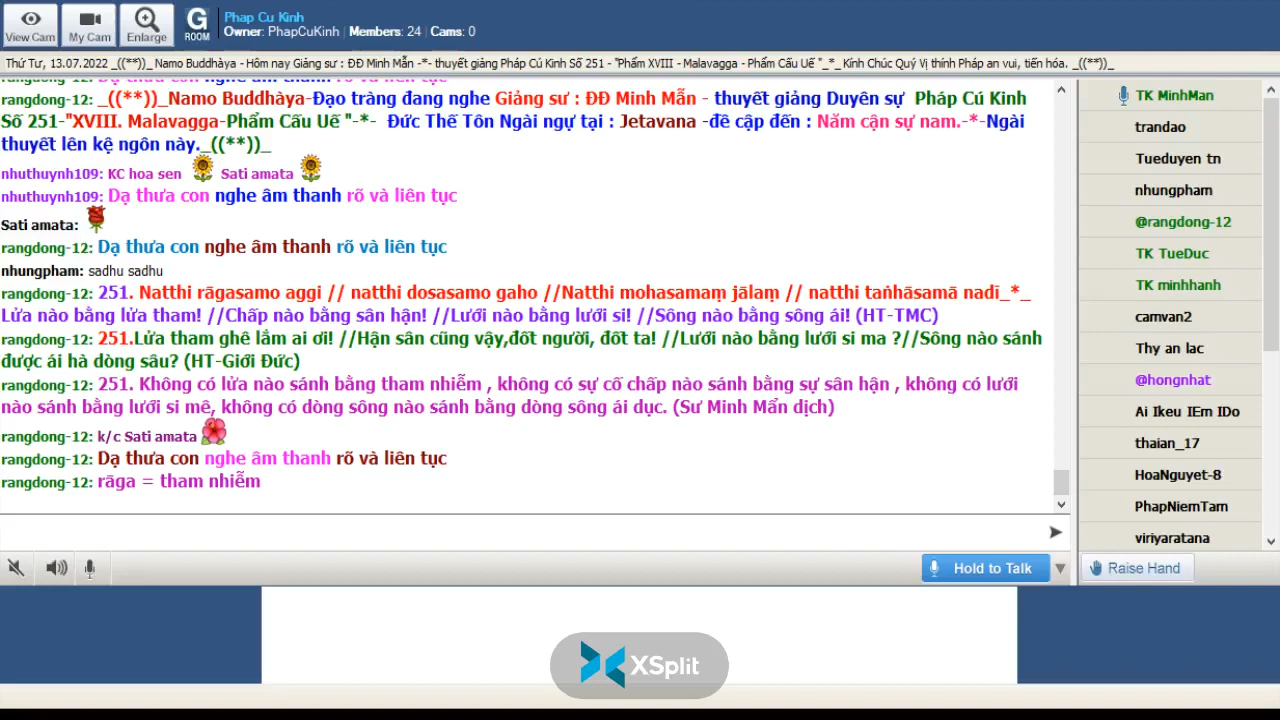 View Cam
My Cam
Enlarge
G
ROOM
Phap Cu Kinh
Owner: PhapCuKinh | Members: 24 | Cams: 0
Thứ Tư, 13.07.2022 _((**))_ Namo Buddhàya - Hôm nay Giảng sư : ĐĐ Minh Mẫn -*- thuyết giảng Pháp Cú Kinh Số 251 - "Phẩm XVIII - Malavagga - Phẩm Cấu Uế "_*_ Kính Chúc Quý Vị thính Pháp an vui, tiến hóa. _((**))_
rangdong-12: _((**))_Namo Buddhàya-Đạo tràng đang nghe Giảng sư : ĐĐ Minh Mẫn - thuyết giảng Duyên sự Pháp Cú Kinh
Số 251-"XVIII. Malavagga-Phẩm Cấu Uế "-*- Đức Thế Tôn Ngài ngự tại : Jetavana -đề cập đến : Năm cận sự nam.-*-Ngài
thuyết lên kệ ngôn này._((**))_
nhuthuynh109: KC hoa sen Sati amata
nhuthuynh109: Dạ thưa con nghe âm thanh rõ và liên tục
Sati amata:
rangdong-12: Dạ thưa con nghe âm thanh rõ và liên tục
nhungpham: sadhu sadhu
rangdong-12: 251. Natthi rāgasamo aggi // natthi dosasamo gaho //Natthi mohasamaṃ jālaṃ // natthi taṅhāsamā nadī_*_
Lửa nào bằng lửa tham! //Chấp nào bằng sân hận! //Lưới nào bằng lưới si! //Sông nào bằng sông ái! (HT-TMC)
rangdong-12: 251.Lửa tham ghê lắm ai ơi! //Hận sân cũng vậy,đốt người, đốt ta! //Lưới nào bằng lưới si ma ?//Sông nào sánh
được ái hà dòng sâu? (HT-Giới Đức)
rangdong-12: 251. Không có lửa nào sánh bằng tham nhiễm , không có sự cố chấp nào sánh bằng sự sân hận , không có lưới
nào sánh bằng lưới si mê, không có dòng sông nào sánh bằng dòng sông ái dục. (Sư Minh Mẩn dịch)
rangdong-12: k/c Sati amata
rangdong-12: Dạ thưa con nghe âm thanh rõ và liên tục
rangdong-12: rāga = tham nhiễm
TK MinhMan
trandao
Tueduyen tn
nhungpham
@rangdong-12
TK TueDuc
TK minhhanh
camvan2
Thy an lac
@hongnhat
Ai Ikeu IEm IDo
thaian_17
HoaNguyet-8
PhapNiemTam
viriyaratana
Hold to Talk
Raise Hand
XSplit